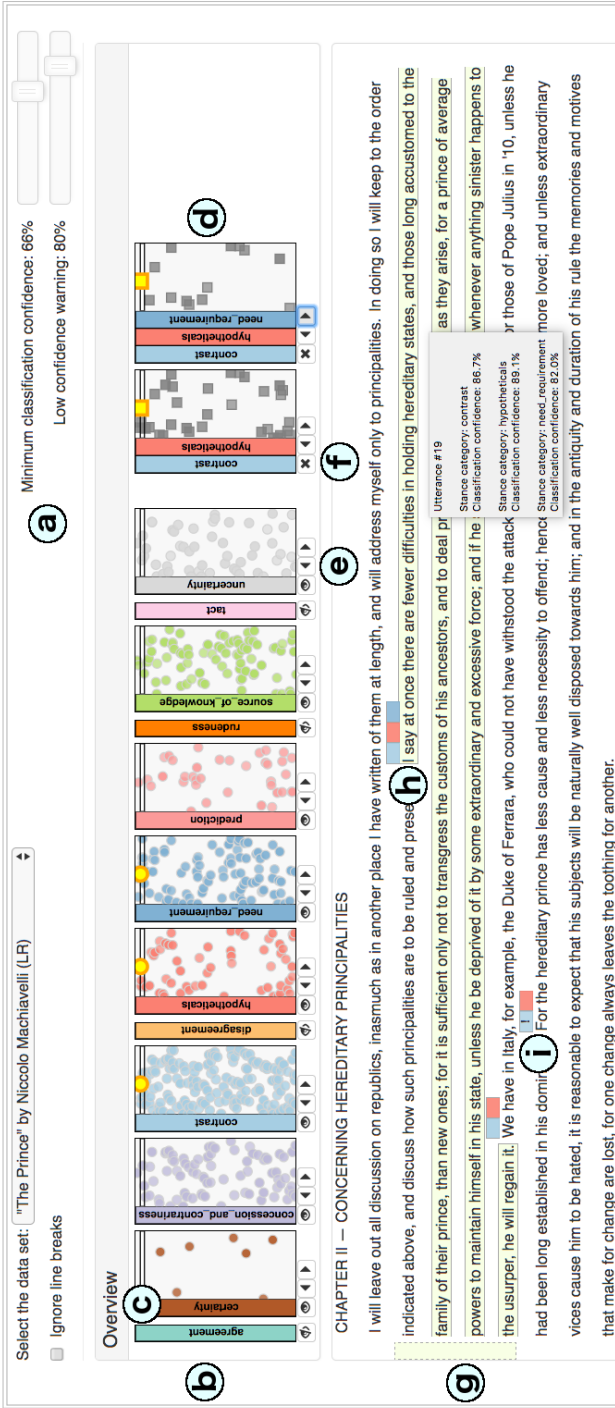 Select the data set: "The Prince" by Niccolo Machiavelli (LR)
Minimum classification confidence: 66%
Ignore line breaks
Low confidence warning: 80%
a
Overview
b
c
d
agreement
certainty
concession_and_contrariness
contrast
disagreement
hypotheticals
need_requirement
prediction
rudeness
source_of_knowledge
tact
uncertainty
contrast
hypotheticals
contrast
hypotheticals
need_requirement
e
f
CHAPTER II — CONCERNING HEREDITARY PRINCIPALITIES
I will leave out all discussion on republics, inasmuch as in another place I have written of them at length, and will address myself only to principalities. In doing so I will keep to the order
indicated above, and discuss how such principalities are to be ruled and prese
h
I say at once there are fewer difficulties in holding hereditary states, and those long accustomed to the
family of their prince, than new ones; for it is sufficient only not to transgress the customs of his ancestors, and to deal pr as they arise, for a prince of average
powers to maintain himself in his state, unless he be deprived of it by some extraordinary and excessive force; and if he whenever anything sinister happens to
the usurper, he will regain it. We have in Italy, for example, the Duke of Ferrara, who could not have withstood the attack or those of Pope Julius in '10, unless he
had been long established in his domin
i
!
For the hereditary prince has less cause and less necessity to offend; hence more loved; and unless extraordinary
vices cause him to be hated, it is reasonable to expect that his subjects will be naturally well disposed towards him; and in the antiquity and duration of his rule the memories and motives
that make for change are lost, for one change always leaves the toothing for another.
g
Utterance #19
Stance category: contrast
Classification confidence: 86.7%
Stance category: hypotheticals
Classification confidence: 89.1%
Stance category: need_requirement
Classification confidence: 82.0%